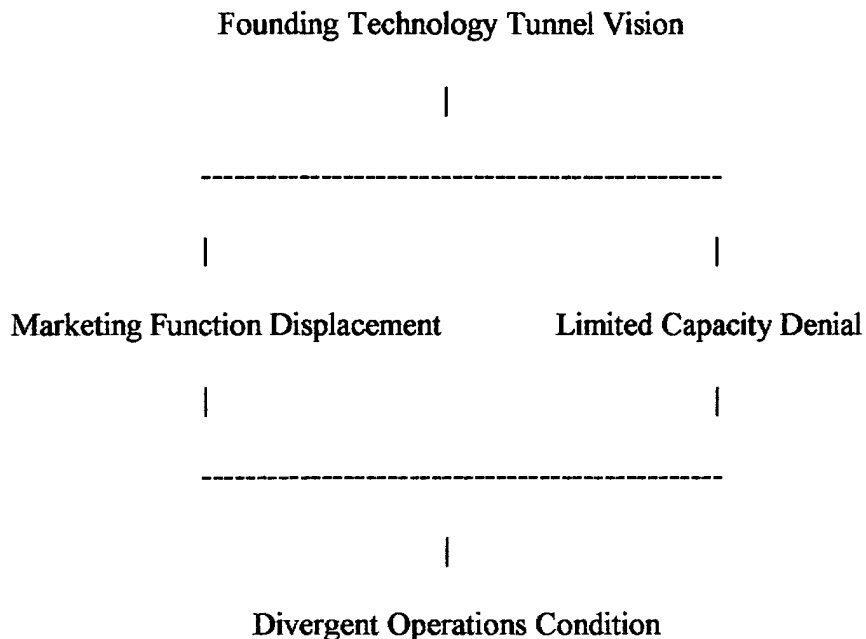 Founding Technology Tunnel Vision
Marketing Function Displacement Limited Capacity Denial
Divergent Operations Condition